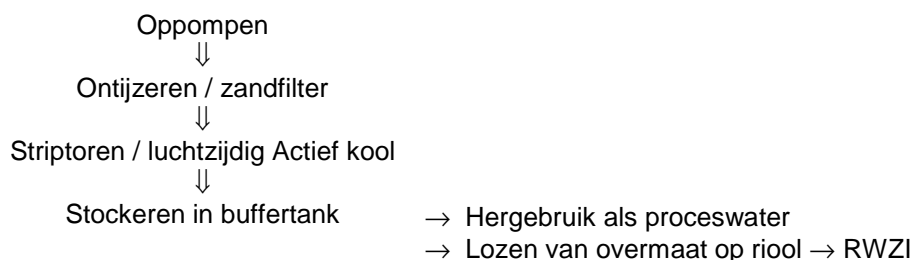 Oppompen
⇓
Ontijzeren / zandfilter
⇓
Striptoren / luchtzijdig Actief kool
⇓
Stockeren in buffertank → Hergebruik als proceswater
→ Lozen van overmaat op riool → RWZI